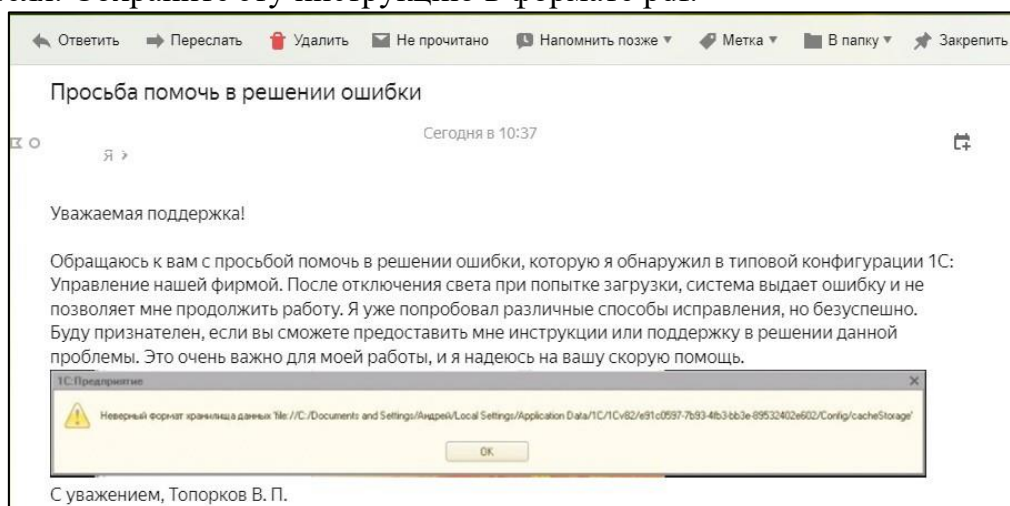 Ответить Переслать Удалить Не прочитано Напомнить позже Метка В папку Закрепить
Просьба помочь в решении ошибки
Сегодня в 10:37
Я
Уважаемая поддержка!
Обращаюсь к вам с просьбой помочь в решении ошибки, которую я обнаружил в типовой конфигурации 1С:
Управление нашей фирмой. После отключения света при попытке загрузки, система выдает ошибку и не
позволяет мне продолжить работу. Я уже попробовал различные способы исправления, но безуспешно.
Буду признателен, если вы сможете предоставить мне инструкции или поддержку в решении данной
проблемы. Это очень важно для моей работы, и я надеюсь на вашу скорую помощь.
1С:Предприятие
Неверный формат хранилища данных 'file://C:/Documents and Settings/Андрей/Local Settings/Application Data/1C/1Cv82/e91c0597-7b93-4fb3-bb3e-89532402e602/Config/cacheStorage'
OK
С уважением, Топорков В. П.